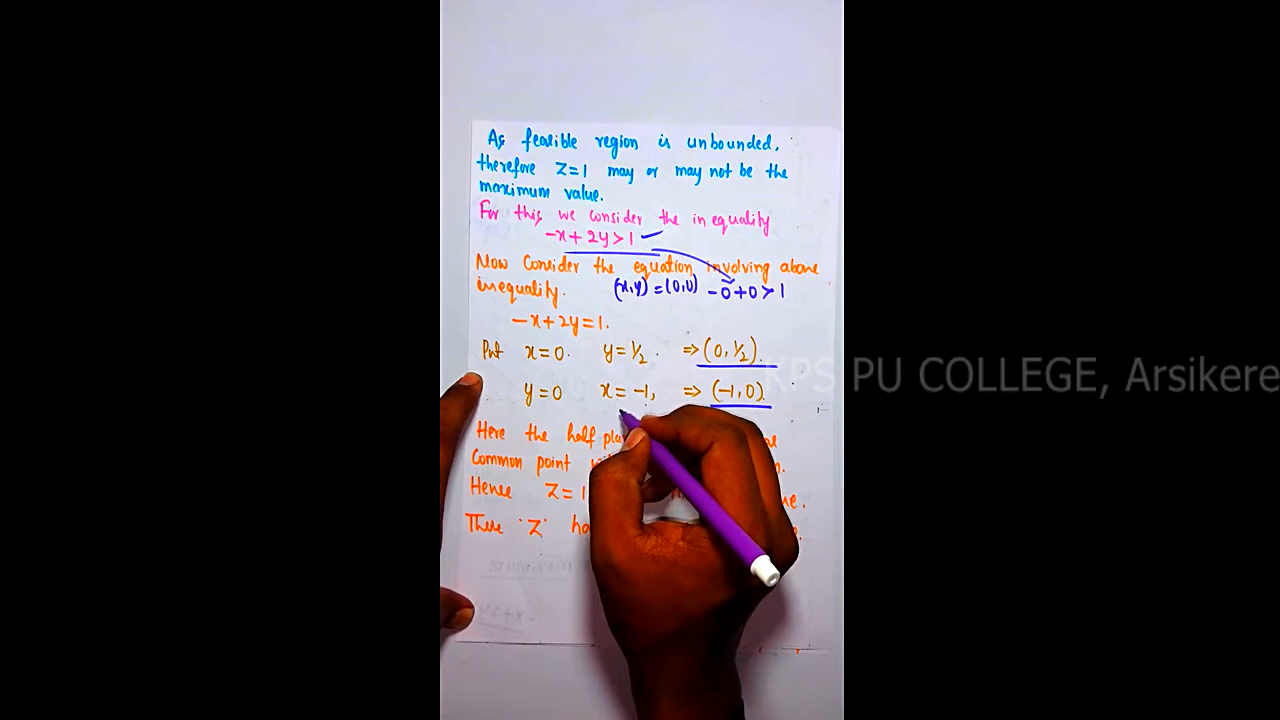 As feasible region is unbounded,
therefore Z=1 may or may not be the
maximum value.
For this, we consider the inequality
-x+2y>1
Now Consider the equation involving above
inequality. (x,y)=(0,0) -0+0>1
-x+2y=1.
Put x=0. y=1/2. ⇒(0,1/2).
y=0 x=-1, ⇒ (-1,0).
Here the half
Common point
Hence Z=1
There 'Z'
KPS PU COLLEGE, Arsikere